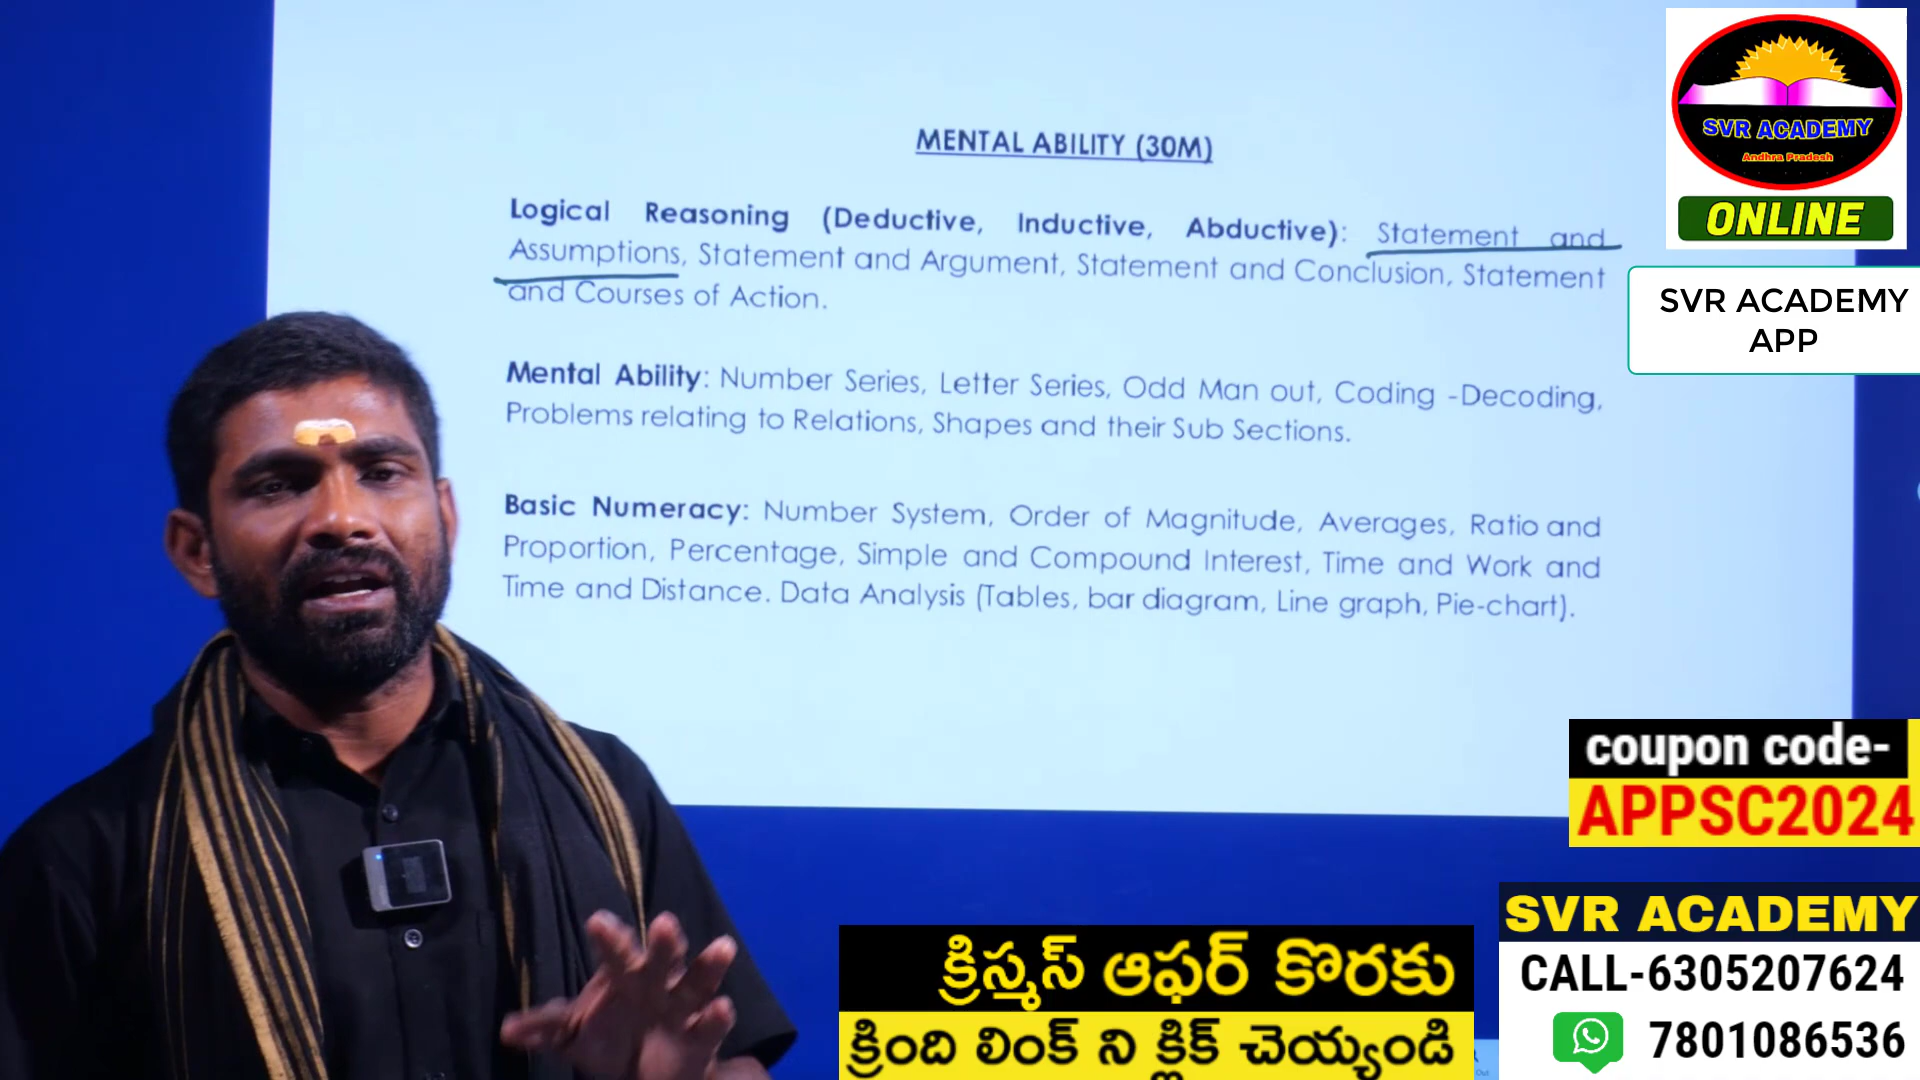 MENTAL ABILITY (30M)
Logical Reasoning (Deductive, Inductive, Abductive): Statement and
Assumptions, Statement and Argument, Statement and Conclusion, Statement
and Courses of Action.
Mental Ability: Number Series, Letter Series, Odd Man out, Coding -Decoding,
Problems relating to Relations, Shapes and their Sub Sections.
Basic Numeracy: Number System, Order of Magnitude, Averages, Ratio and
Proportion, Percentage, Simple and Compound Interest, Time and Work and
Time and Distance. Data Analysis (Tables, bar diagram, Line graph, Pie-chart).
SVR ACADEMY
Andhra Pradesh
ONLINE
SVR ACADEMY
APP
coupon code-
APPSC2024
క్రిస్మస్ ఆఫర్ కొరకు
క్రింది లింక్ ని క్లిక్ చెయ్యండి
SVR ACADEMY
CALL-6305207624
7801086536